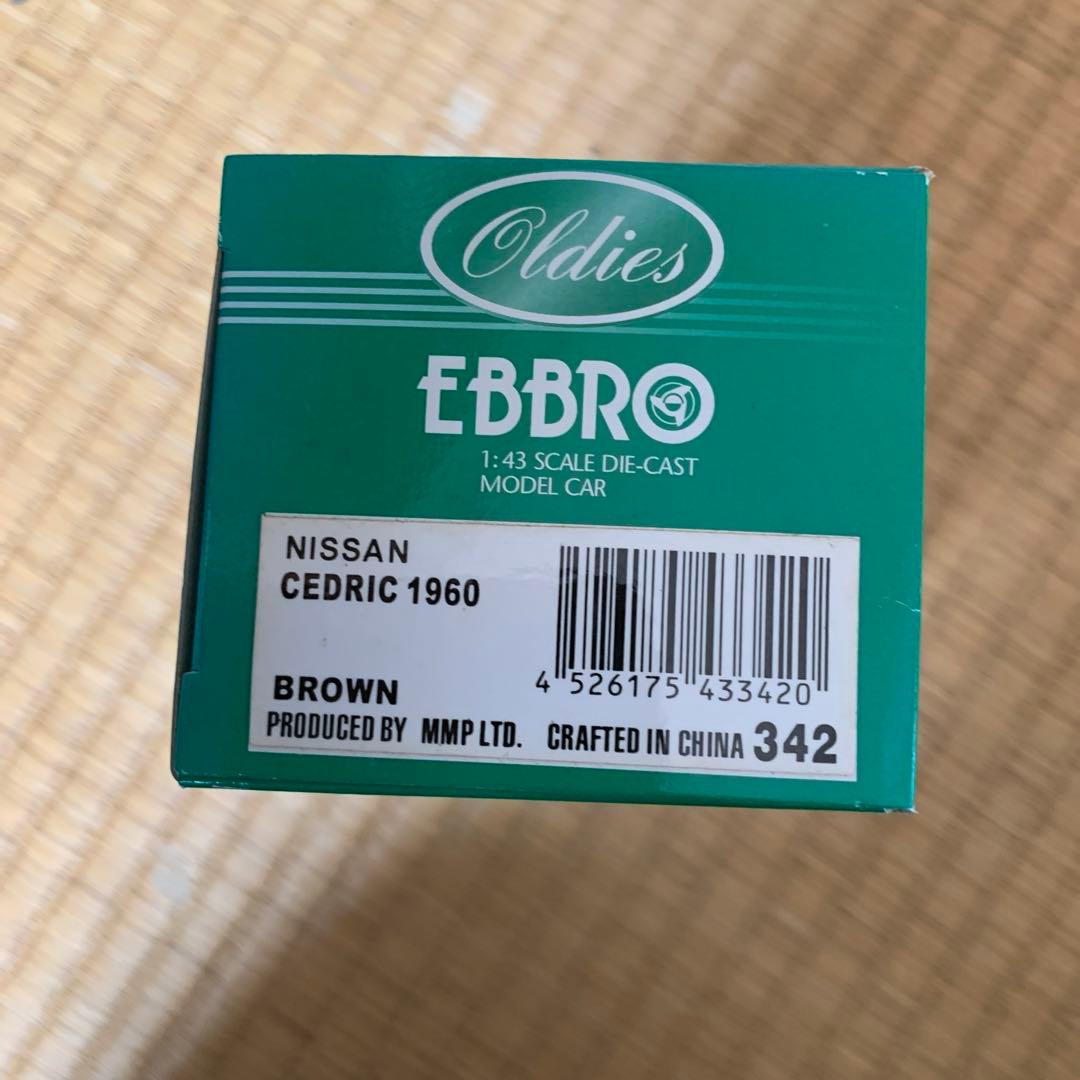 Oldies
EBBRO
1:43 SCALE DIE-CAST
MODEL CAR
NISSAN
CEDRIC 1960
4 526175 433420
BROWN
PRODUCED BY MMP LTD. CRAFTED IN CHINA 342